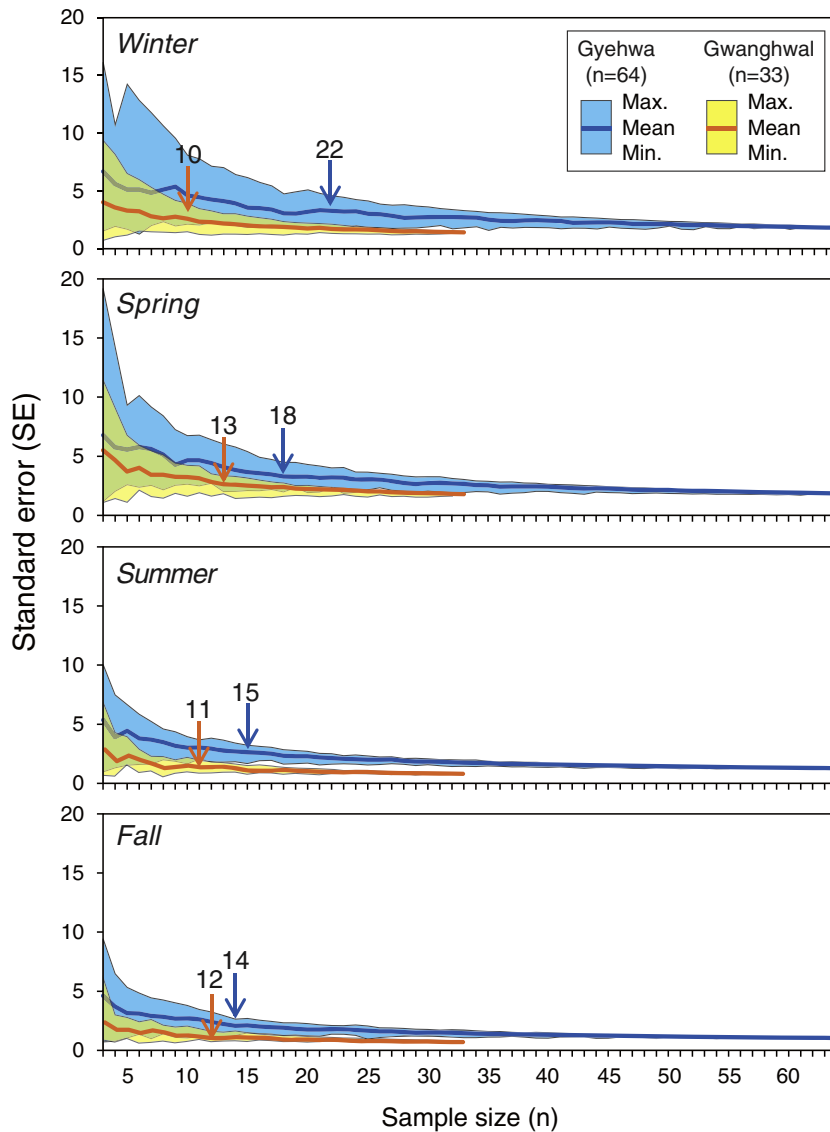 Standard error (SE)
20
15
10
5
0
Winter
10
22
Gyehwa Gwanghwal
(n=64) (n=33)
Max. Max.
Mean Mean
Min. Min.
20
15
10
5
0
Spring
13
18
20
15
10
5
0
Summer
11
15
20
15
10
5
0
Fall
12
14
5 10 15 20 25 30 35 40 45 50 55 60
Sample size (n)